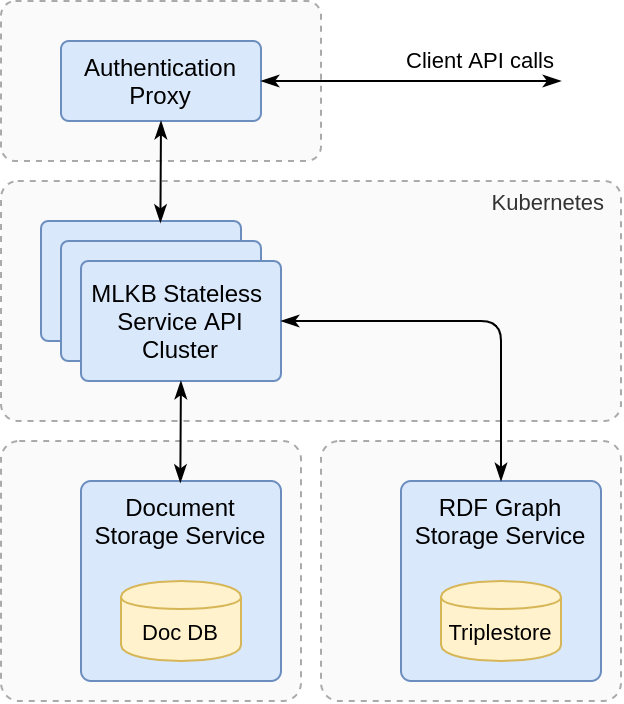 Client API calls
Authentication
Proxy
Kubernetes
MLKB Stateless
Service API
Cluster
Document
Storage Service
Doc DB
RDF Graph
Storage Service
Triplestore